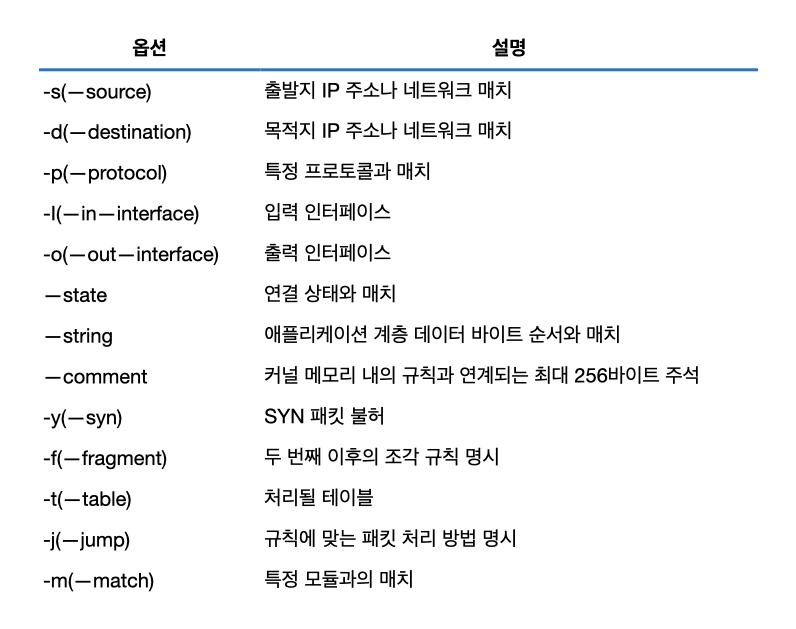 옵션 설명
-s(—source) 출발지 IP 주소나 네트워크 매치
-d(—destination) 목적지 IP 주소나 네트워크 매치
-p(—protocol) 특정 프로토콜과 매치
-I(—in—interface) 입력 인터페이스
-o(—out—interface) 출력 인터페이스
—state 연결 상태와 매치
—string 애플리케이션 계층 데이터 바이트 순서와 매치
—comment 커널 메모리 내의 규칙과 연계되는 최대 256바이트 주석
-y(—syn) SYN 패킷 불허
-f(—fragment) 두 번째 이후의 조각 규칙 명시
-t(—table) 처리될 테이블
-j(—jump) 규칙에 맞는 패킷 처리 방법 명시
-m(—match) 특정 모듈과의 매치